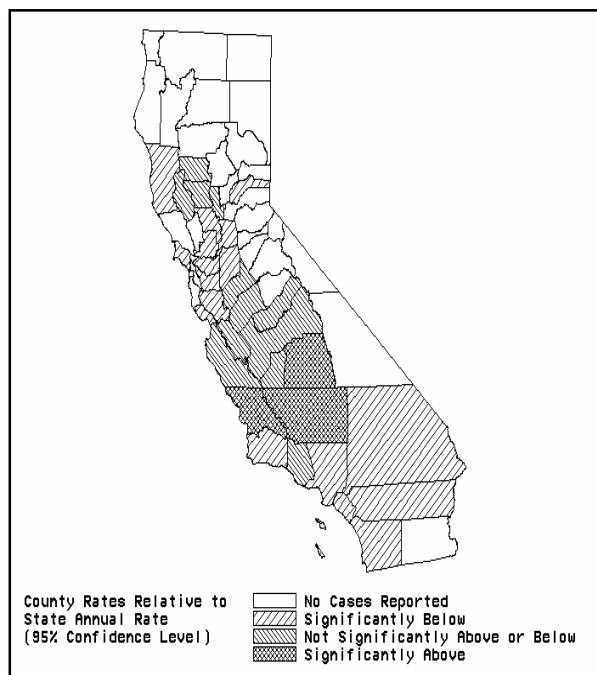 County Rates Relative to
State Annual Rate
(95% Confidence Level)
No Cases Reported
Significantly Below
Not Significantly Above or Below
Significantly Above